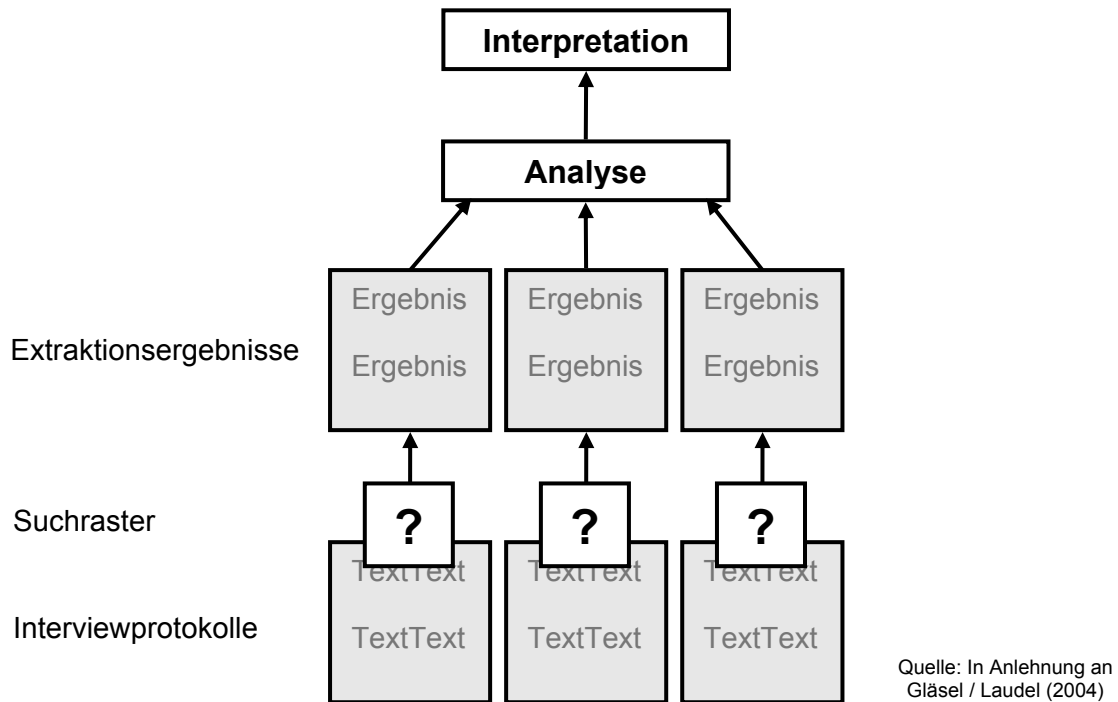 Interpretation
Analyse
Ergebnis Ergebnis Ergebnis
Extraktionsergebnisse
Ergebnis Ergebnis Ergebnis
Suchraster
? ? ?
TextText TextText TextText
Interviewprotokolle
TextText TextText TextText
Quelle: In Anlehnung an
Gläsel / Laudel (2004)